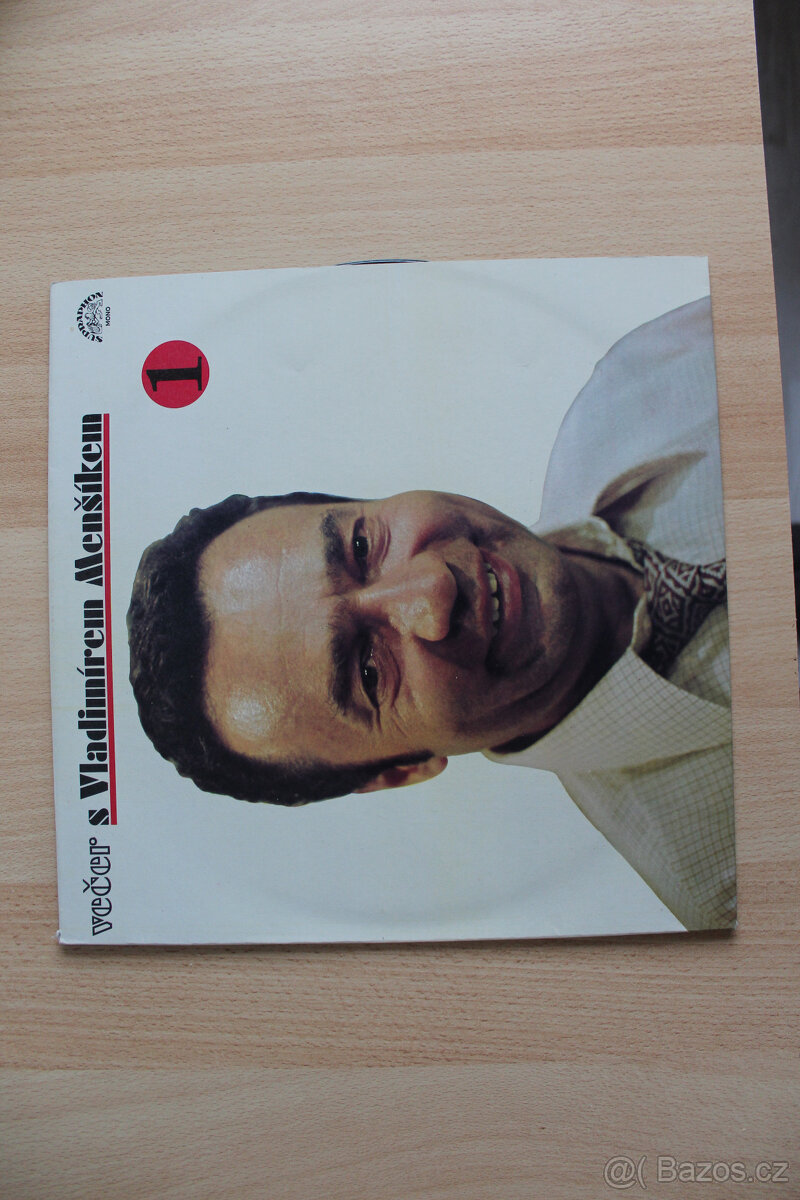 SUPRAPHON
MONO
1
večer s Vladimírem Menšíkem
@( Bazos.cz